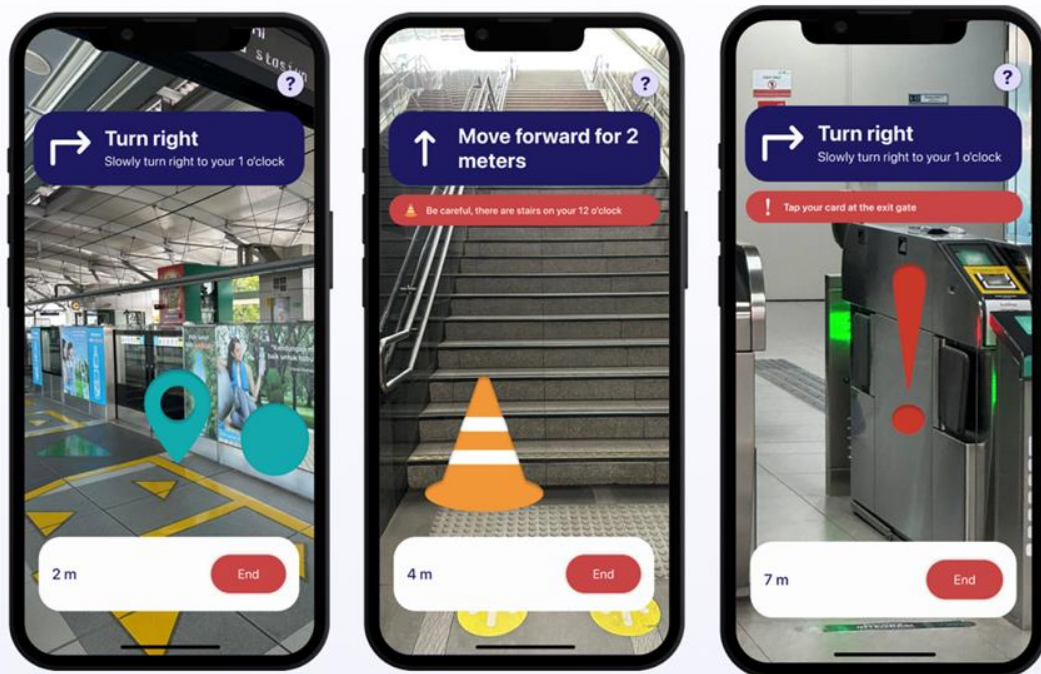 stasiun
?
Turn right
Slowly turn right to your 1 o'clock
2 m
End
?
Move forward for 2
meters
Be careful, there are stairs on your 12 o'clock
4 m
End
?
Turn right
Slowly turn right to your 1 o'clock
! Tap your card at the exit gate
7 m
End